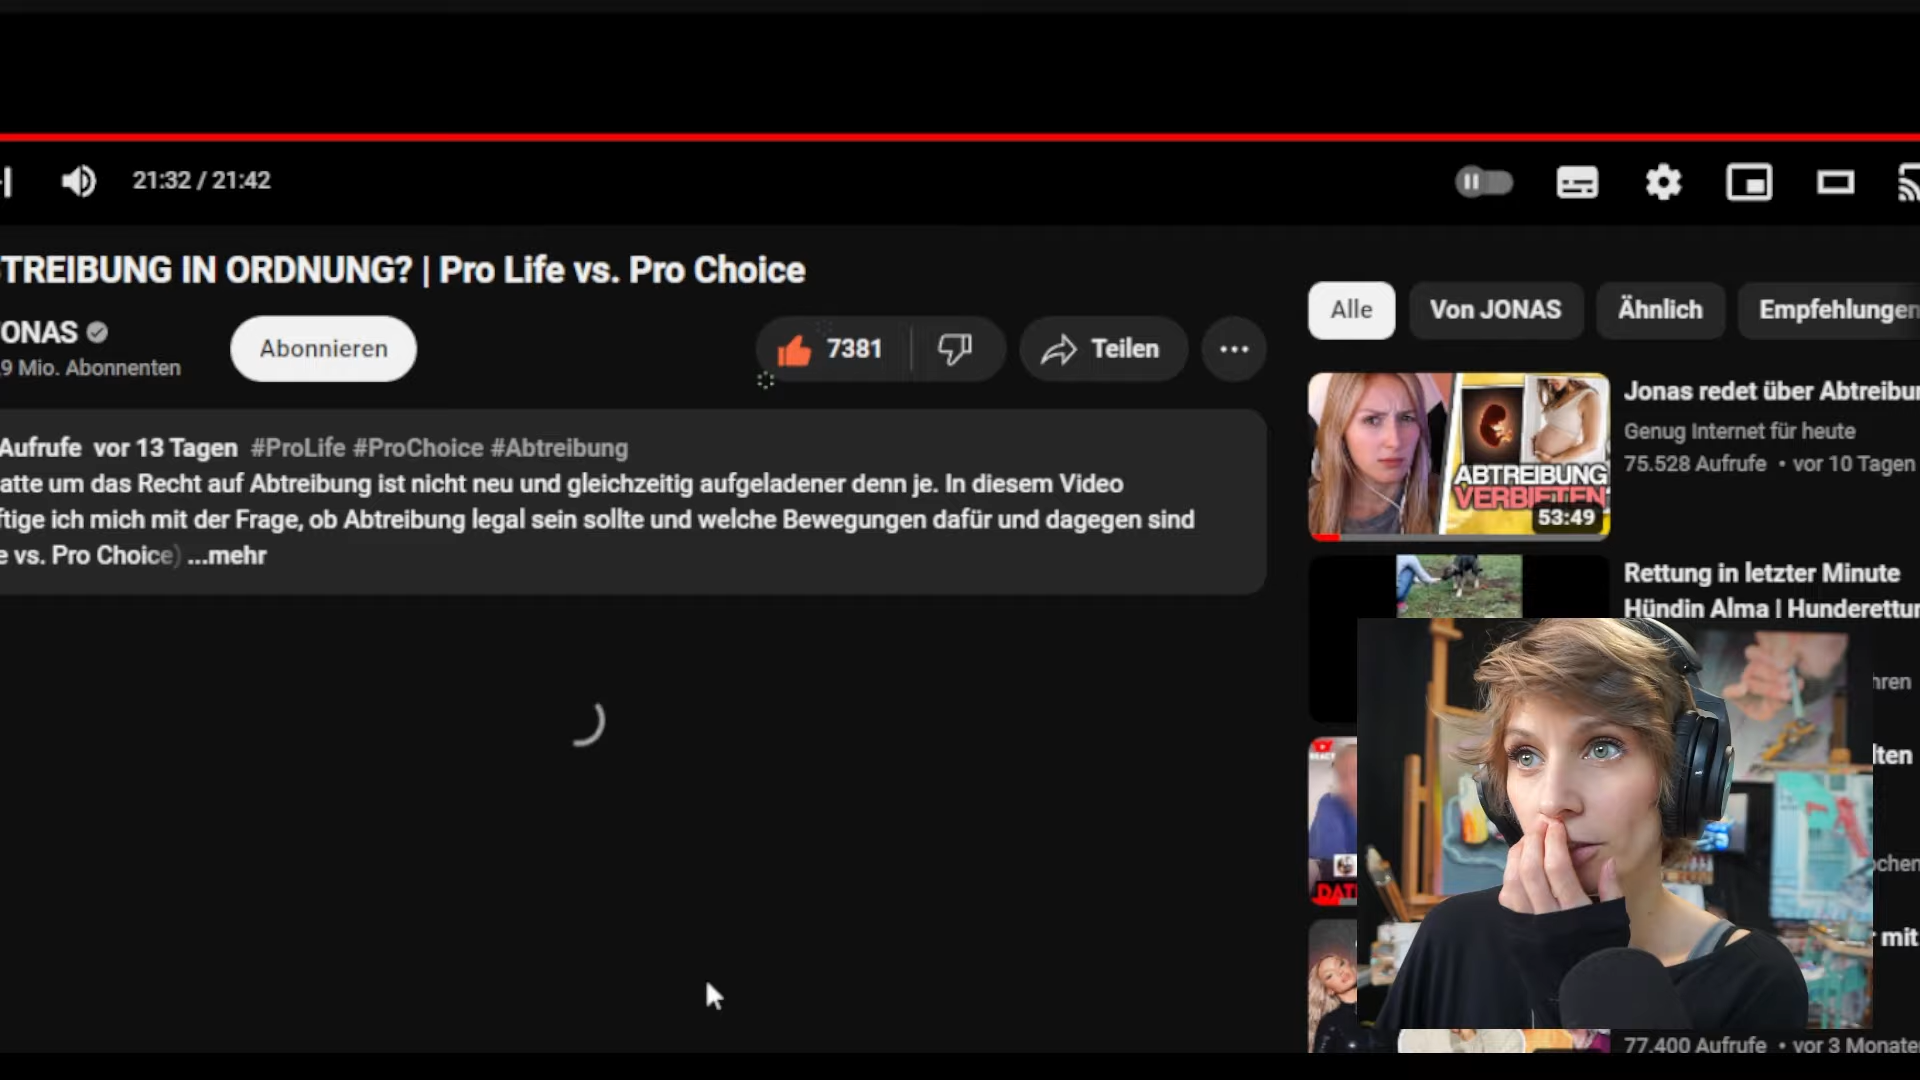 21:32 / 21:42
TREIBUNG IN ORDNUNG? | Pro Life vs. Pro Choice
ONAS
9 Mio. Abonnenten
Abonnieren
7381
Teilen
Aufrufe vor 13 Tagen #ProLife #ProChoice #Abtreibung
atte um das Recht auf Abtreibung ist nicht neu und gleichzeitig aufgeladener denn je. In diesem Video
ftige ich mich mit der Frage, ob Abtreibung legal sein sollte und welche Bewegungen dafür und dagegen sind
e vs. Pro Choice) ...mehr
Alle
Von JONAS
Ähnlich
Empfehlungen
ABTREIBUNG
VERBIETEN
53:49
Jonas redet über Abtreibu
Genug Internet für heute
75.528 Aufrufe • vor 10 Tagen
Rettung in letzter Minute
Hündin Alma | Hunderettu
hren
lten
ochen
DAT
mit
77.400 Aufrufe • vor 3 Monate